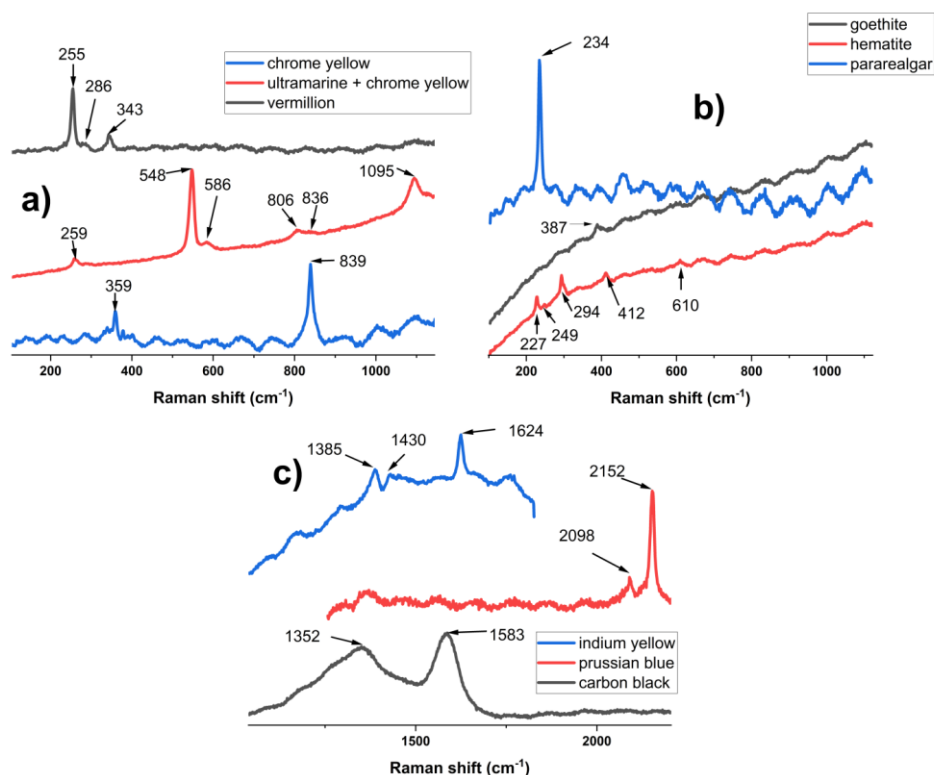 255
286
343
chrome yellow
ultramarine + chrome yellow
vermillion
a)
548
586
1095
806
836
259
839
359
200
400
600
800
1000
Raman shift (cm⁻¹)
goethite
hematite
pararealgar
234
b)
387
294
412
610
227
249
200
400
600
800
1000
Raman shift (cm⁻¹)
c)
1385
1430
1624
2152
2098
1352
1583
indium yellow
prussian blue
carbon black
1500
2000
Raman shift (cm⁻¹)